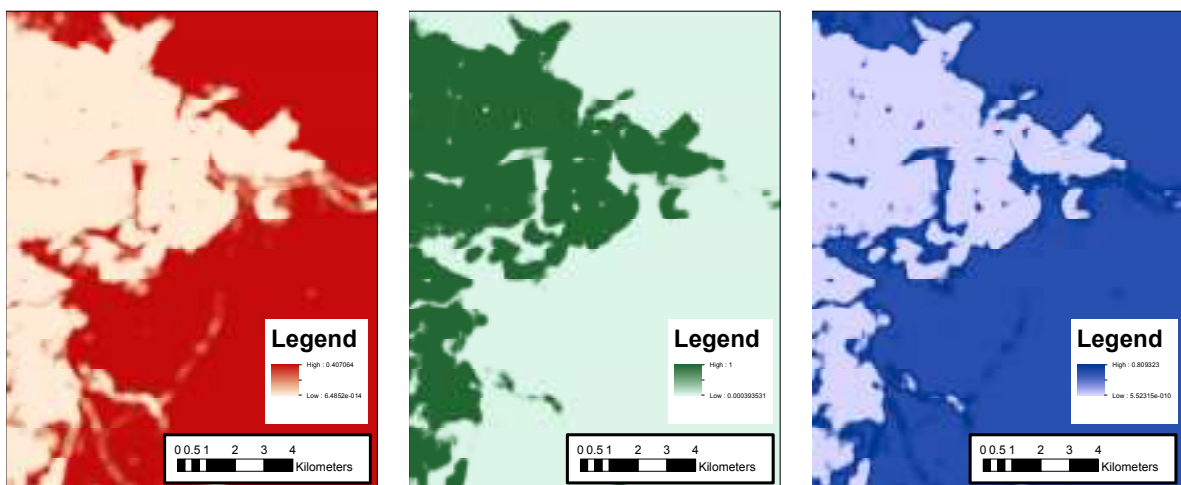 Legend
High : 0.407064
Low : 6.4852e-014
0 0.5 1 2 3 4
Kilometers
Legend
High : 1
Low : 0.000393531
0 0.5 1 2 3 4
Kilometers
Legend
High : 0.809323
Low : 5.52315e-010
0 0.5 1 2 3 4
Kilometers